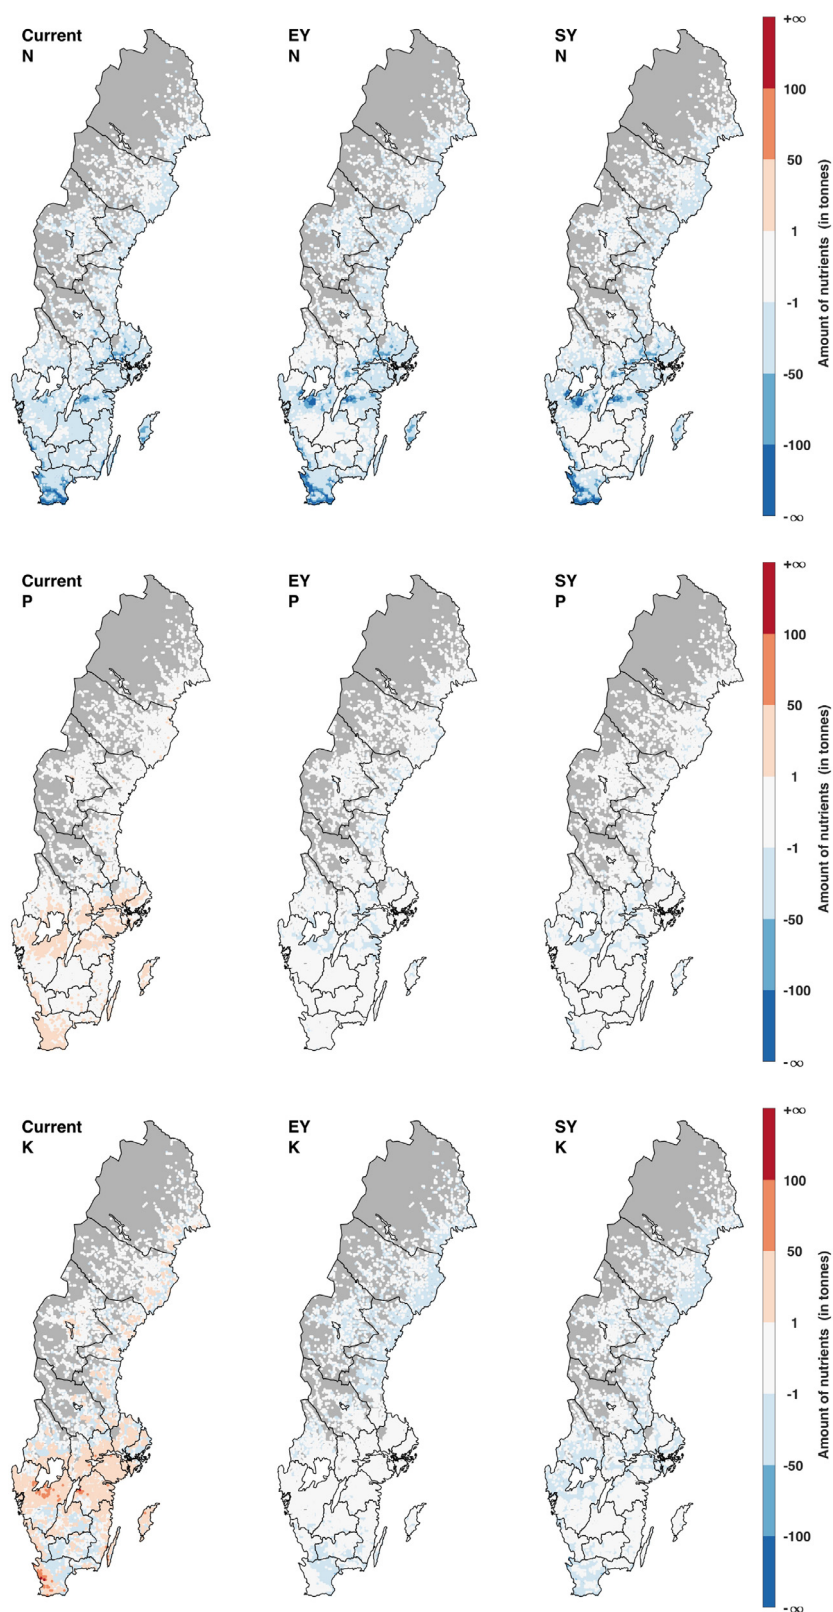 Current
N
EY
N
SY
N
+∞
100
50
1
-1
-50
-100
-∞
Amount of nutrients (in tonnes)
Current
P
EY
P
SY
P
+∞
100
50
1
-1
-50
-100
-∞
Amount of nutrients (in tonnes)
Current
K
EY
K
SY
K
+∞
100
50
1
-1
-50
-100
-∞
Amount of nutrients (in tonnes)